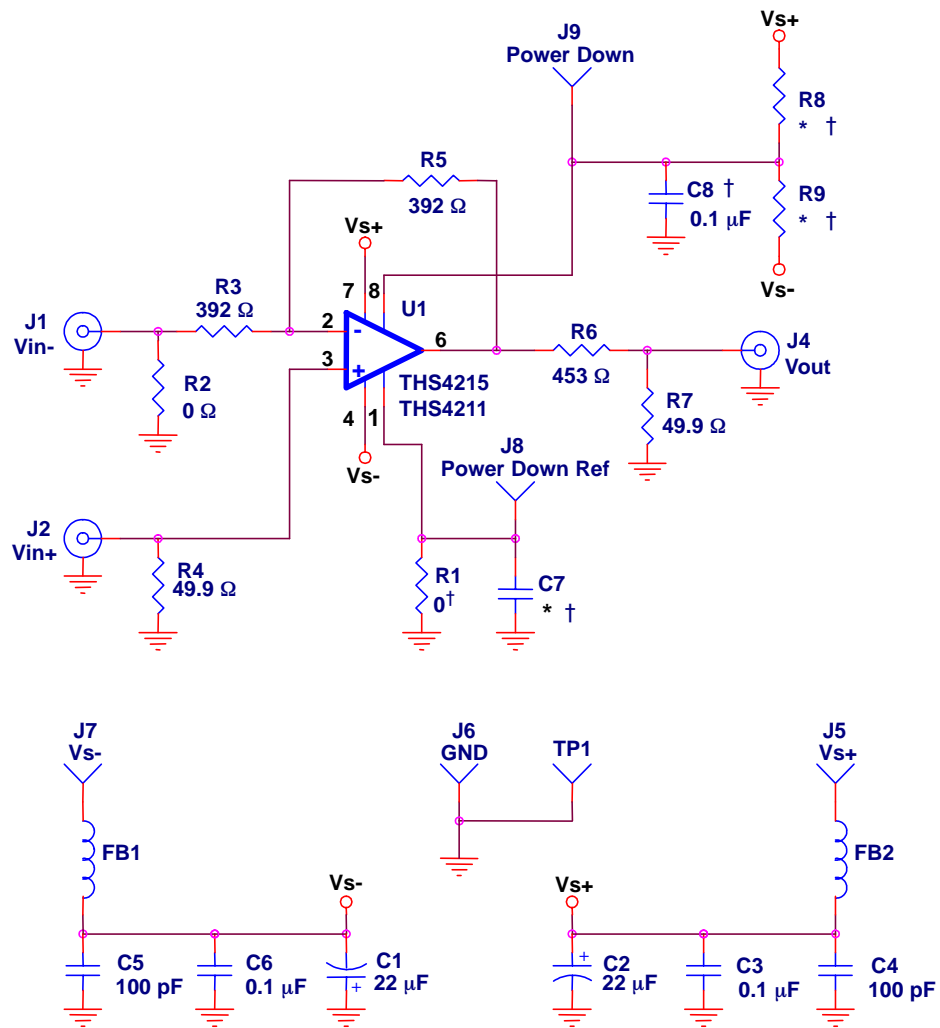 J9
Power Down
Vs+
R8
* †
R5
392 Ω
C8 †
0.1 μF
R9
* †
Vs-
Vs+
7 8
U1
J1
Vin-
R3
392 Ω
2
-
3
+
6
R2
0 Ω
THS4215
THS4211
4 1
Vs-
R6
453 Ω
J4
Vout
R7
49.9 Ω
J8
Power Down Ref
J2
Vin+
R4
49.9 Ω
R1
0†
C7
* †
J7
Vs-
J6
GND
TP1
J5
Vs+
FB1
FB2
Vs-
Vs+
C5
100 pF
C6
0.1 μF
C1
22 μF
+
+
C2
22 μF
C3
0.1 μF
C4
100 pF